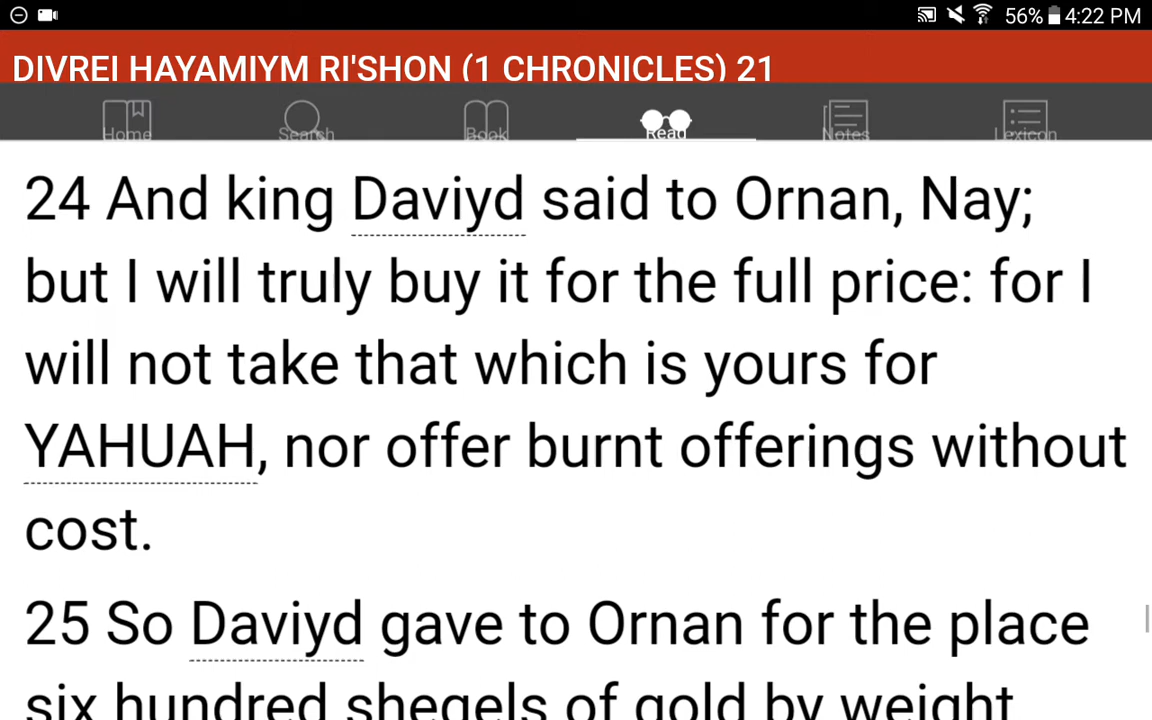 56% 4:22 PM
DIVREI HAYAMIYM RI'SHON (1 CHRONICLES) 21
Home Search Book Read Notes Lexicon
24 And king Daviyd said to Ornan, Nay;
but I will truly buy it for the full price: for I
will not take that which is yours for
YAHUAH, nor offer burnt offerings without
cost.
25 So Daviyd gave to Ornan for the place
six hundred sheqels of gold by weight